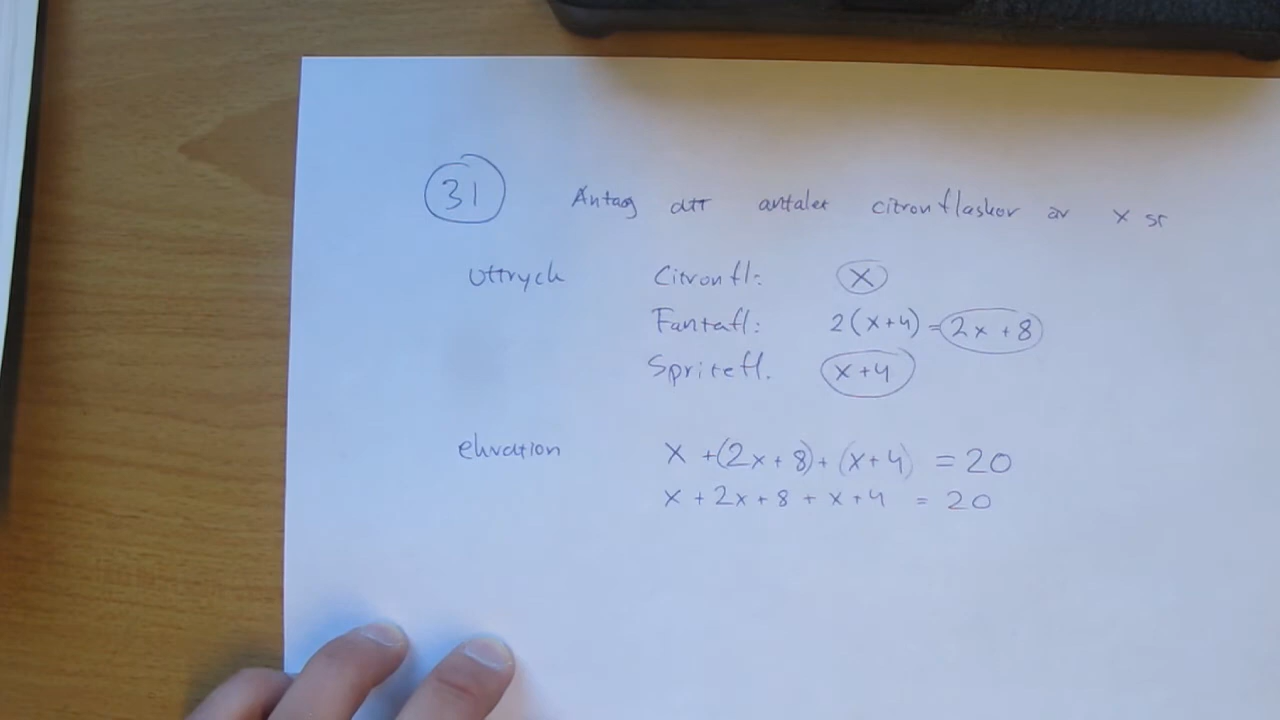 31 Antag att antalet citronflaskor är x st
Uttryck Citronfl: x
Fantafl: 2(x+4) = 2x+8
Spritefl. x+4
ekvation x +(2x+8)+(x+4) = 20
x + 2x + 8 + x+4 = 20